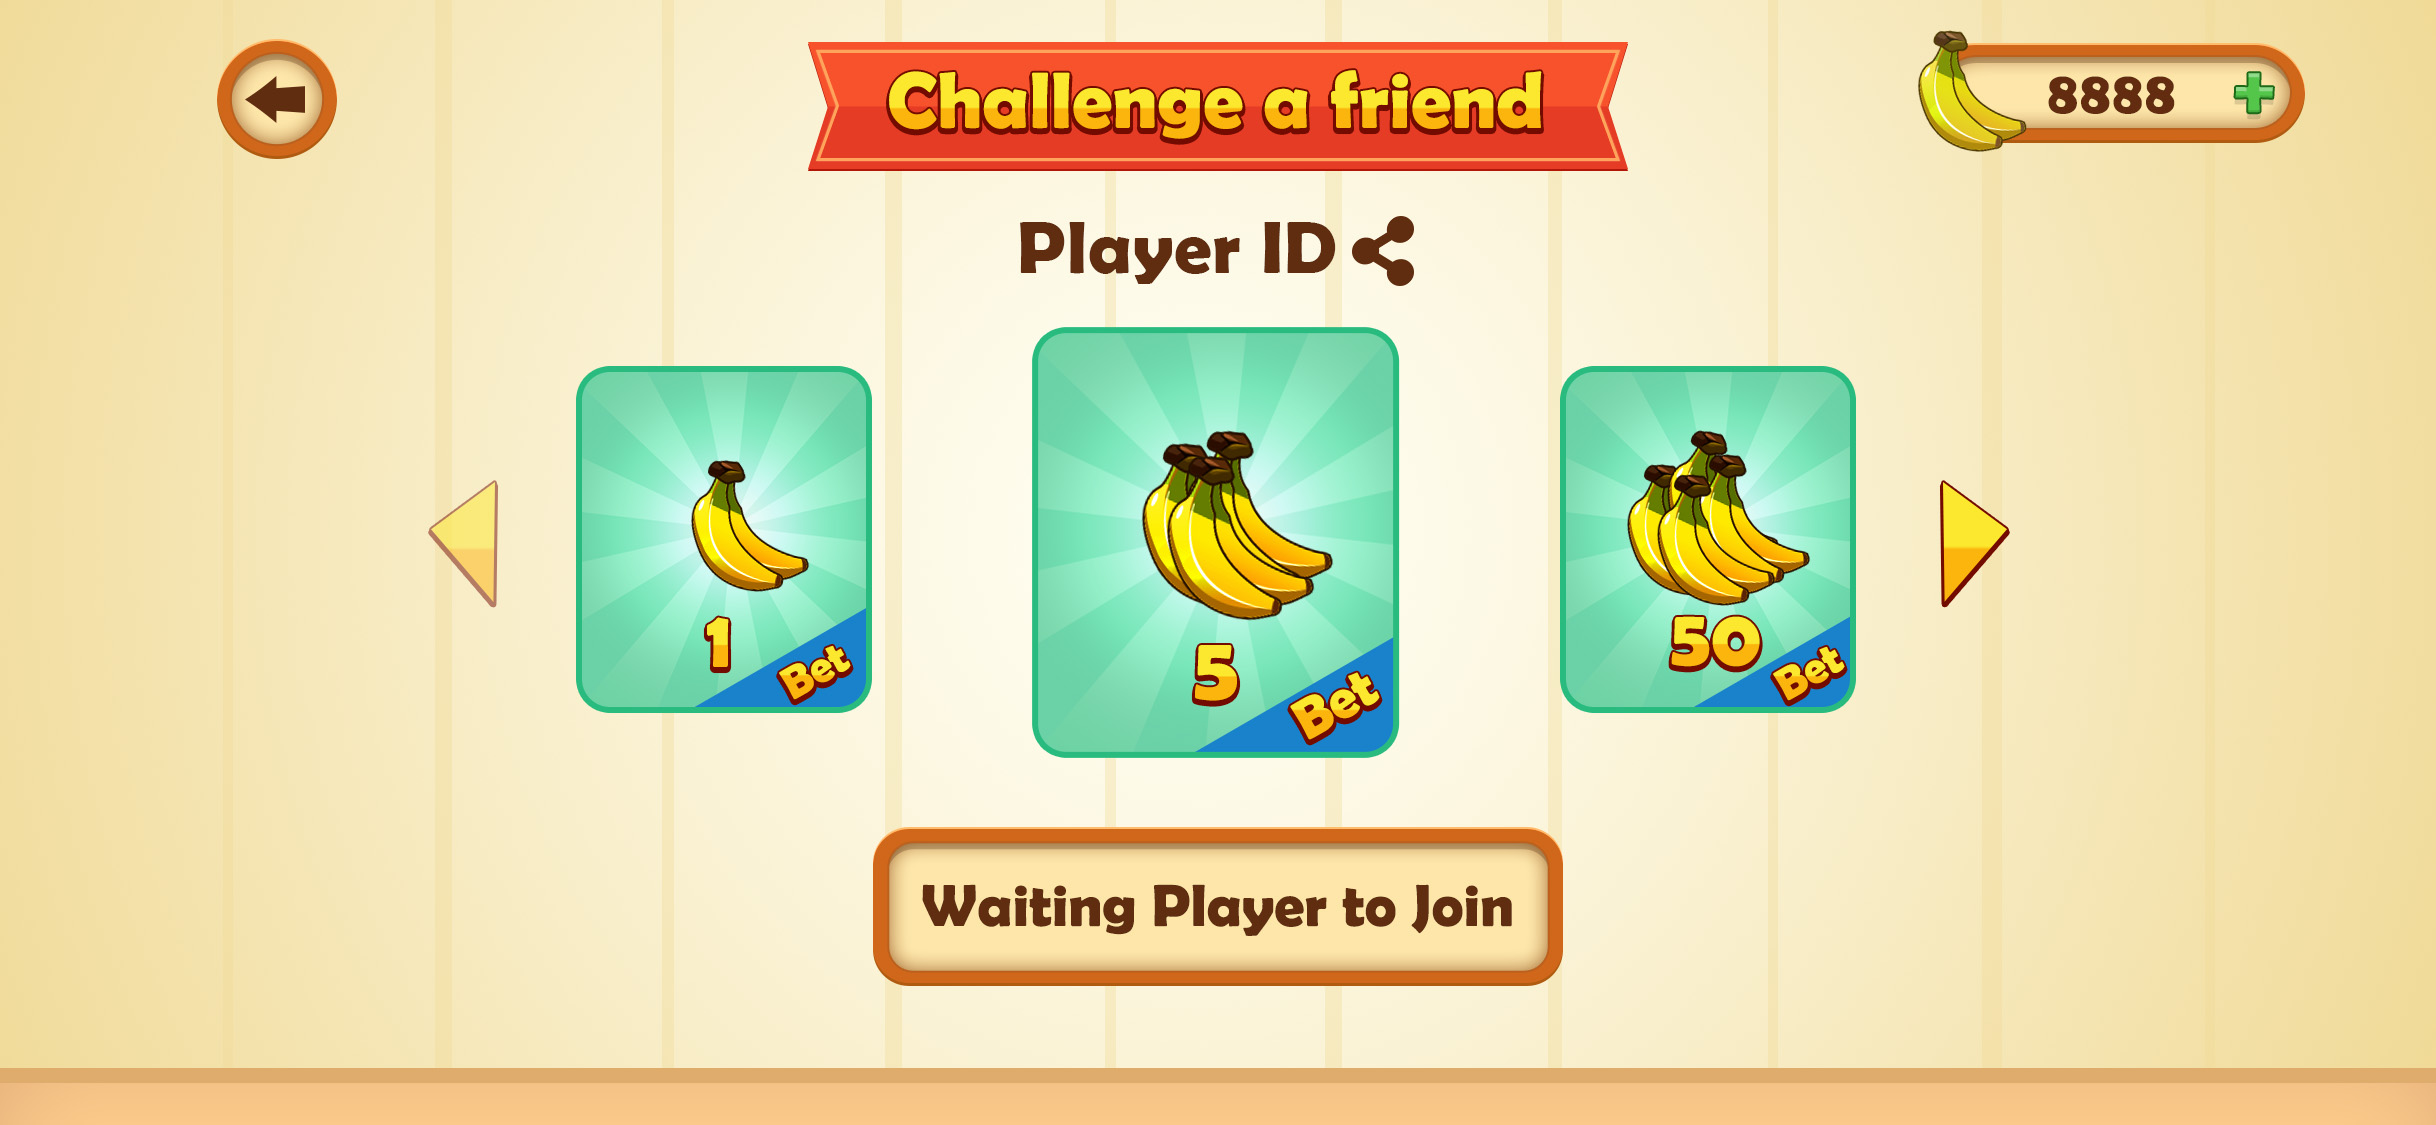 Challenge a friend
8888
Player ID
1
Bet
5
Bet
50
Bet
Waiting Player to Join